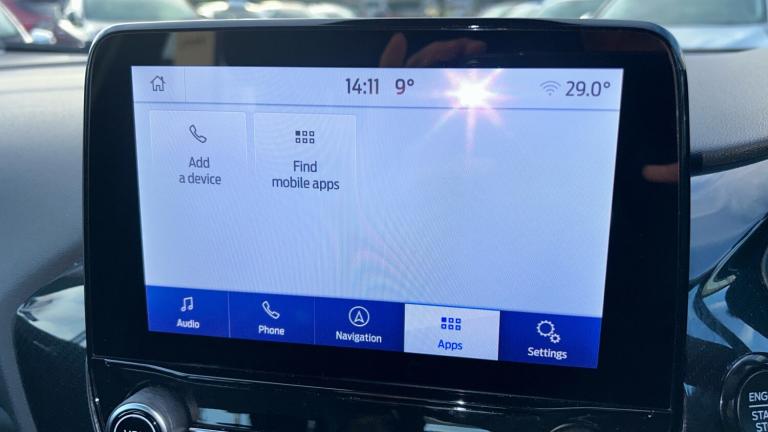 14:11 9° 29.0°
Add
a device
Find
mobile apps
Audio
Phone
Navigation
Apps
Settings